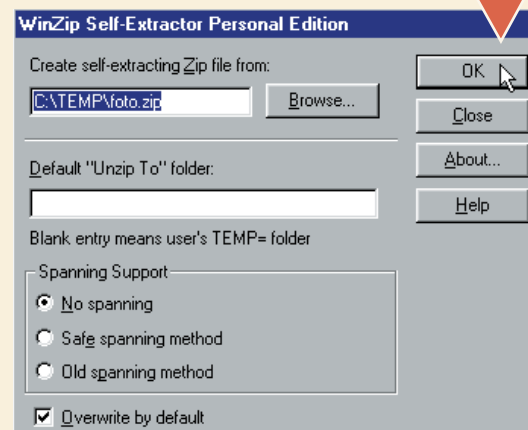 WinZip Self-Extractor Personal Edition
Create self-extracting Zip file from:
C:\TEMP\foto.zip
Browse...
OK
Close
About...
Help
Default "Unzip To" folder:
Blank entry means user's TEMP= folder
Spanning Support
No spanning
Safe spanning method
Old spanning method
Overwrite by default